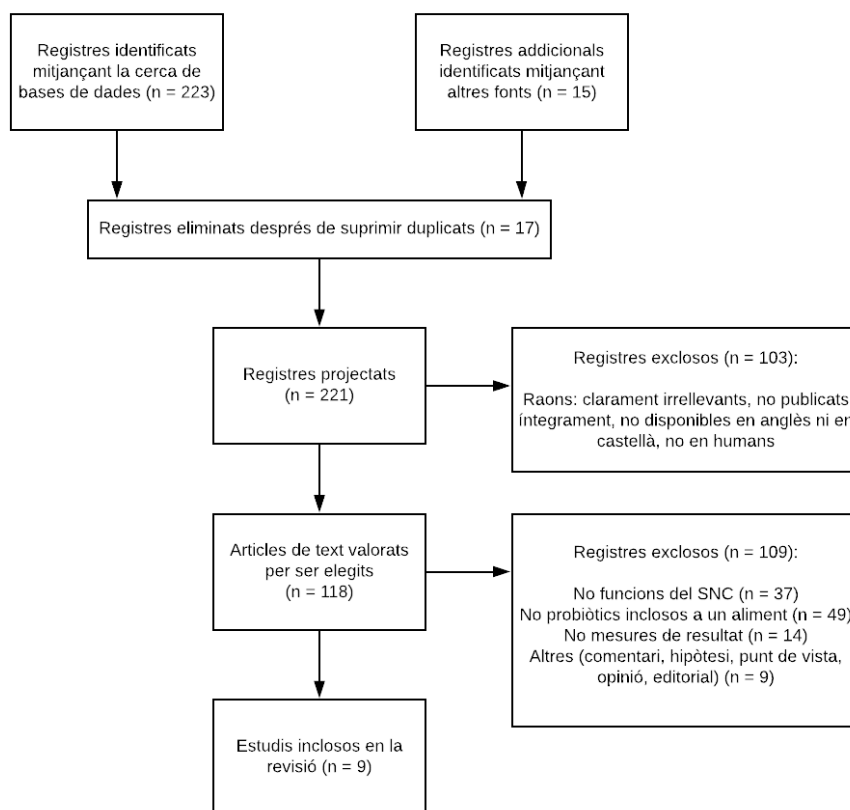 Registres identificats
mitjançant la cerca de
bases de dades (n = 223)
Registres addicionals
identificats mitjançant
altres fonts (n = 15)
Registres eliminats després de suprimir duplicats (n = 17)
Registres projectats
(n = 221)
Registres exclosos (n = 103):
Raons: clarament irrellevants, no publicats
íntegrament, no disponibles en anglès ni en
castellà, no en humans
Articles de text valorats
per ser elegits
(n = 118)
Registres exclosos (n = 109):
No funcions del SNC (n = 37)
No probiòtics inclosos a un aliment (n = 49)
No mesures de resultat (n = 14)
Altres (comentari, hipòtesi, punt de vista,
opinió, editorial) (n = 9)
Estudis inclosos en la
revisió (n = 9)